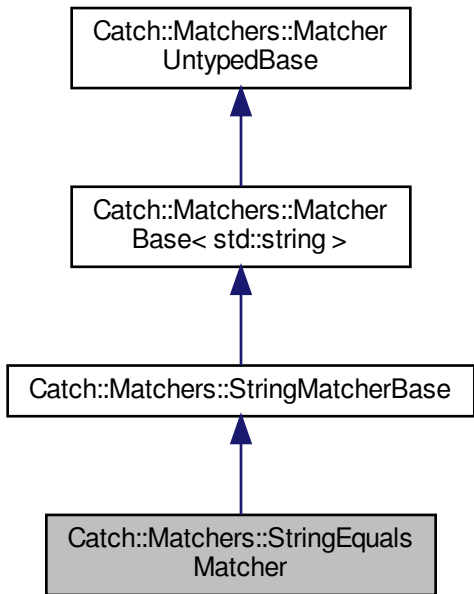 Catch::Matchers::Matcher
UntypedBase
Catch::Matchers::Matcher
Base< std::string >
Catch::Matchers::StringMatcherBase
Catch::Matchers::StringEquals
Matcher